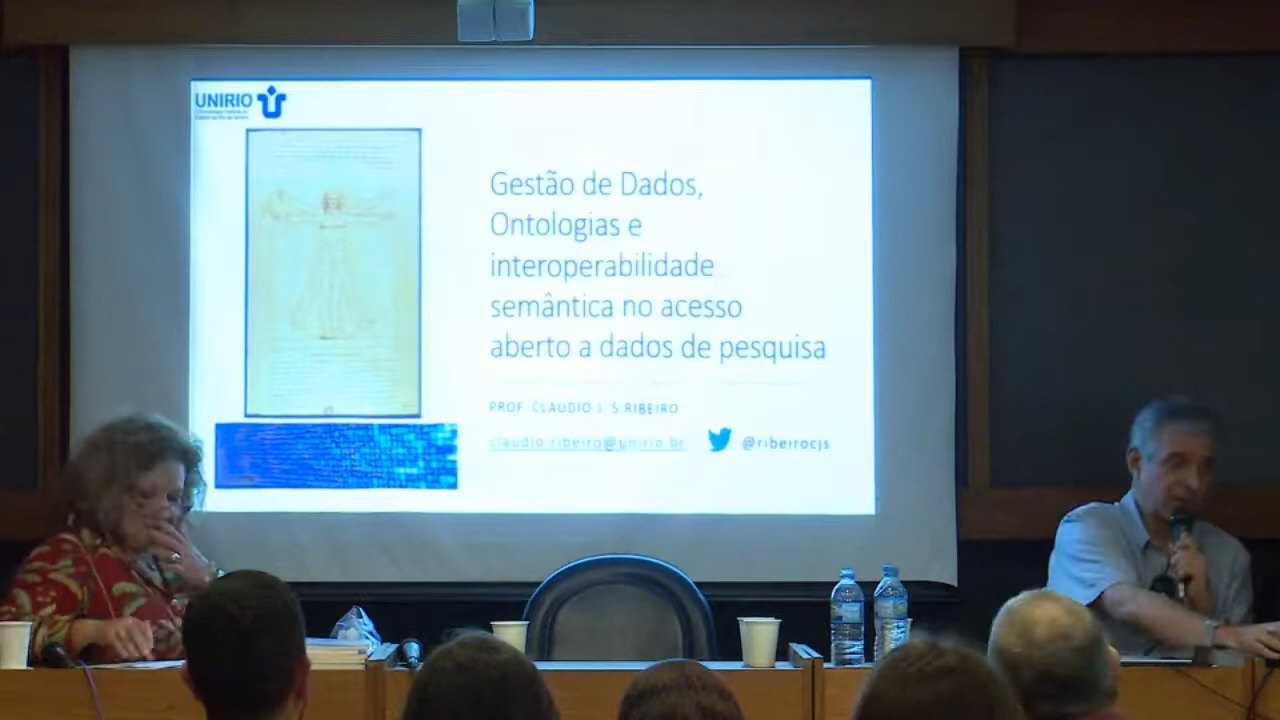 UNIRIO
Gestão de Dados,
Ontologias e
interoperabilidade
semântica no acesso
aberto a dados de pesquisa
PROF. CLAUDIO J. S RIBEIRO
claudio.ribeiro@unirio.br
@ribeirocjs